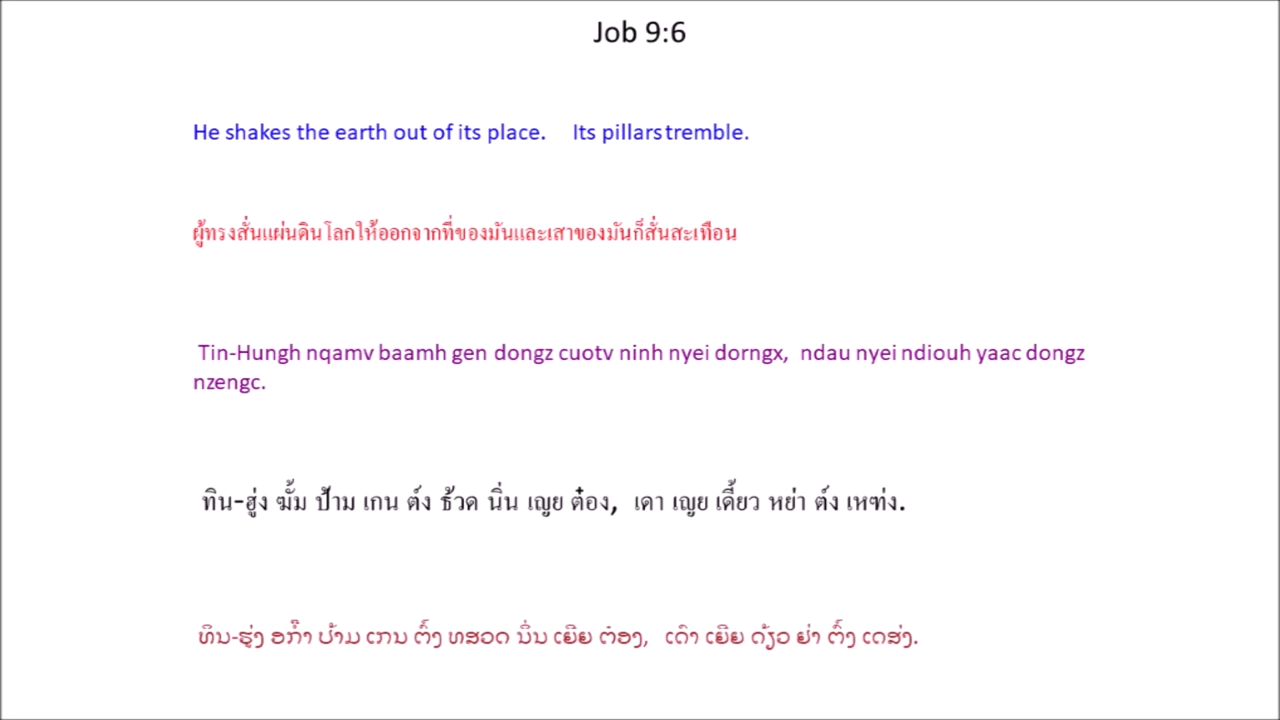 Job 9:6
He shakes the earth out of its place. Its pillars tremble.
ผู้ทรงสั่นแผ่นดินโลกให้ออกจากที่ของมันและเสาของมันก็สั่นสะเทือน
Tin-Hungh nqamv baamh gen dongz cuotv ninh nyei dorngx, ndau nyei ndiouh yaac dongz
nzengc.
ทิน-ฮู่ง ฆั้ม ป้าม เกน ต์ง ธ้วด นิ่น เญย ต๋อง, เดา เญย เดี้ยว หย่า ต์ง เหฑ่ง.
ທິນ-ຮູ່ງ ອກ໊ຳ ປ້າມ ເກນ ຕົ໌ງ ທສວດ ນິ່ນ ເຍີຍ ຕ໋ອງ, ເດົາ ເຍີຍ ດ້ຽວ ຢ່າ ຕົ໌ງ ເດສ່ງ.